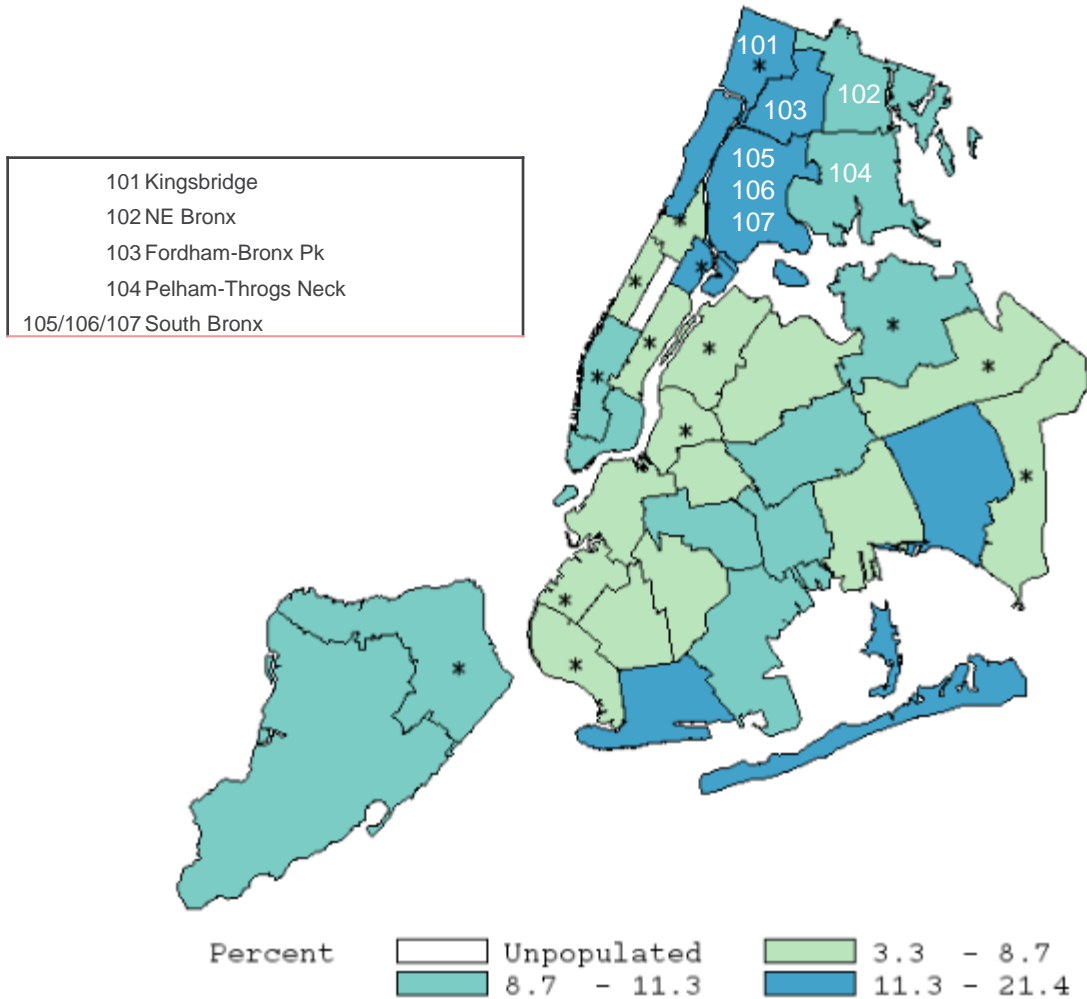 101
*
103
102
105
106
107
104
101 Kingsbridge
102 NE Bronx
103 Fordham-Bronx Pk
104 Pelham-Throgs Neck
105/106/107 South Bronx
*
*
*
*
*
*
*
*
*
*
*
*
*
Percent
Unpopulated
3.3 - 8.7
8.7 - 11.3
11.3 - 21.4